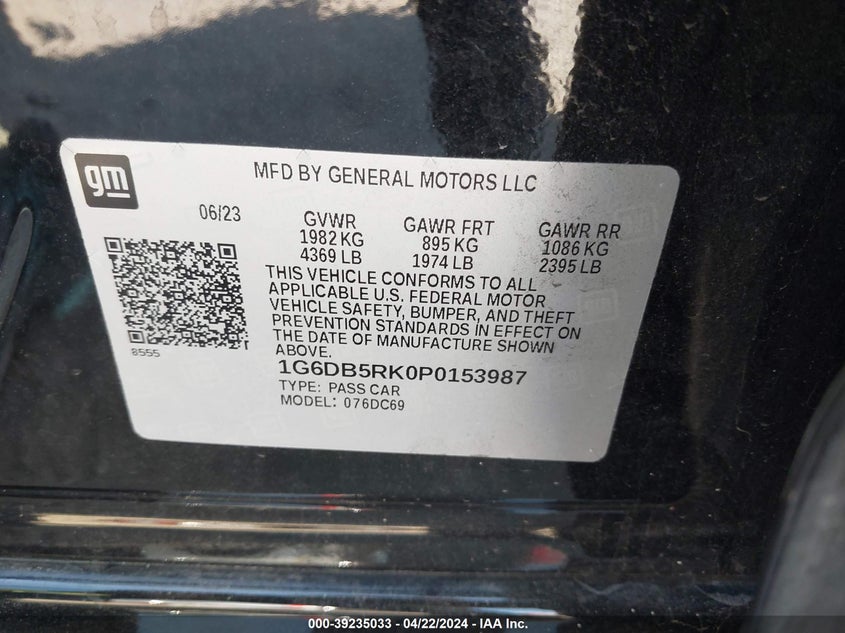 gm
MFD BY GENERAL MOTORS LLC
06/23
GVWR GAWR FRT GAWR RR
1982 KG 895 KG 1086 KG
4369 LB 1974 LB 2395 LB
THIS VEHICLE CONFORMS TO ALL
APPLICABLE U.S. FEDERAL MOTOR
VEHICLE SAFETY, BUMPER, AND THEFT
PREVENTION STANDARDS IN EFFECT ON
THE DATE OF MANUFACTURE SHOWN
ABOVE.
8555
1G6DB5RK0P0153987
TYPE: PASS CAR
MODEL: 076DC69
000-39235033 - 04/22/2024 - IAA Inc.